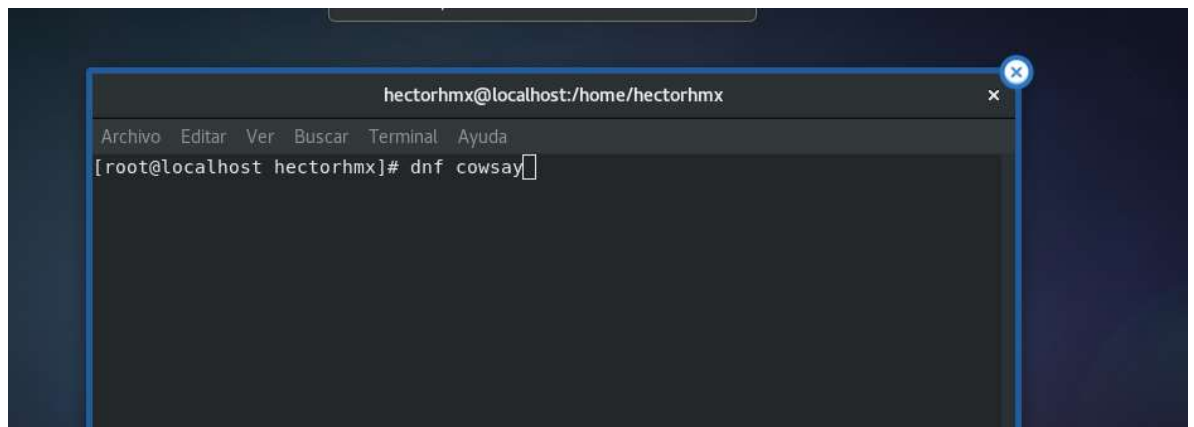 hectorhmx@localhost:/home/hectorhmx
Archivo Editar Ver Buscar Terminal Ayuda
[root@localhost hectorhmx]# dnf cowsay